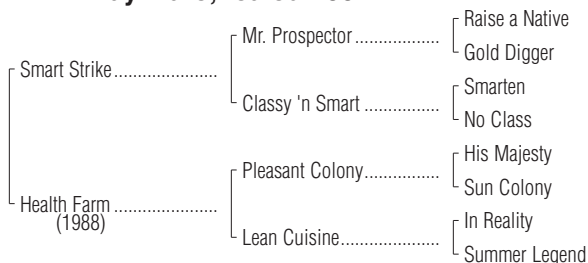 Raise a Native
Mr. Prospector
Gold Digger
Smart Strike
Smarten
Classy 'n Smart
No Class
His Majesty
Pleasant Colony
Sun Colony
Health Farm
(1988)
In Reality
Lean Cuisine
Summer Legend